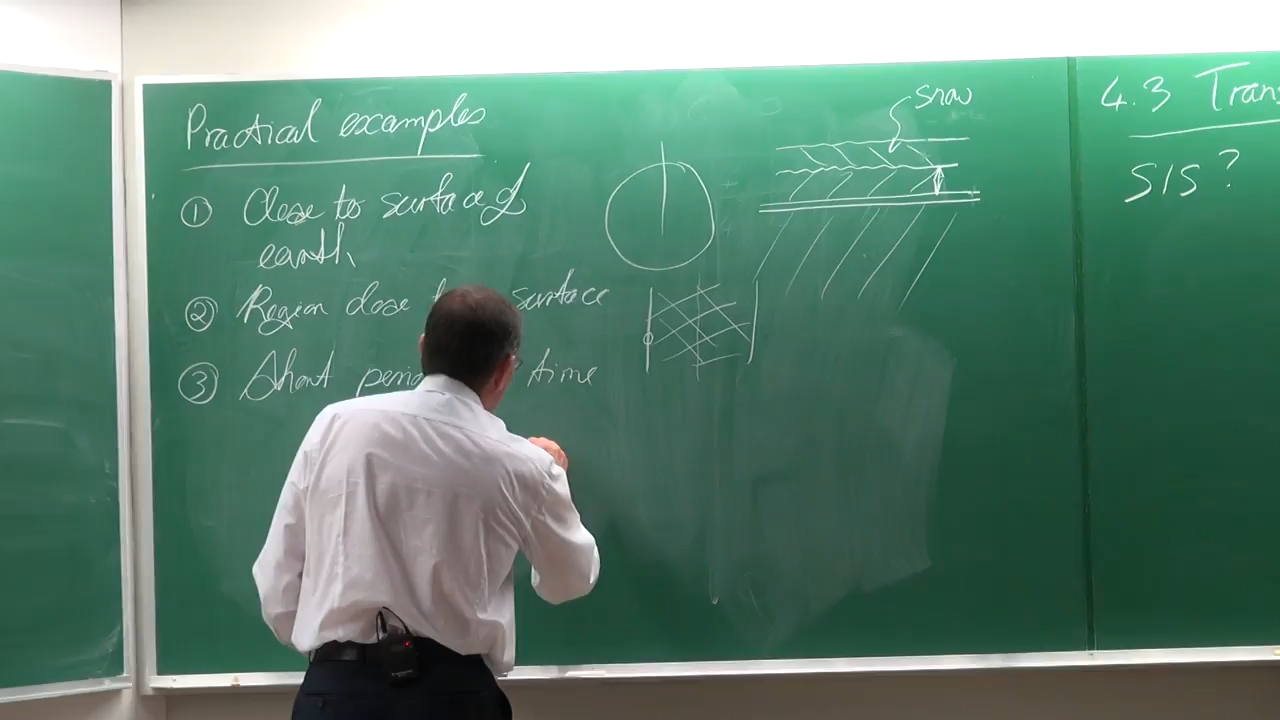 Practical examples
① Close to surface of
earth
② Region close surface
③ Short perio time
snow
4.3 Trans
SIS?